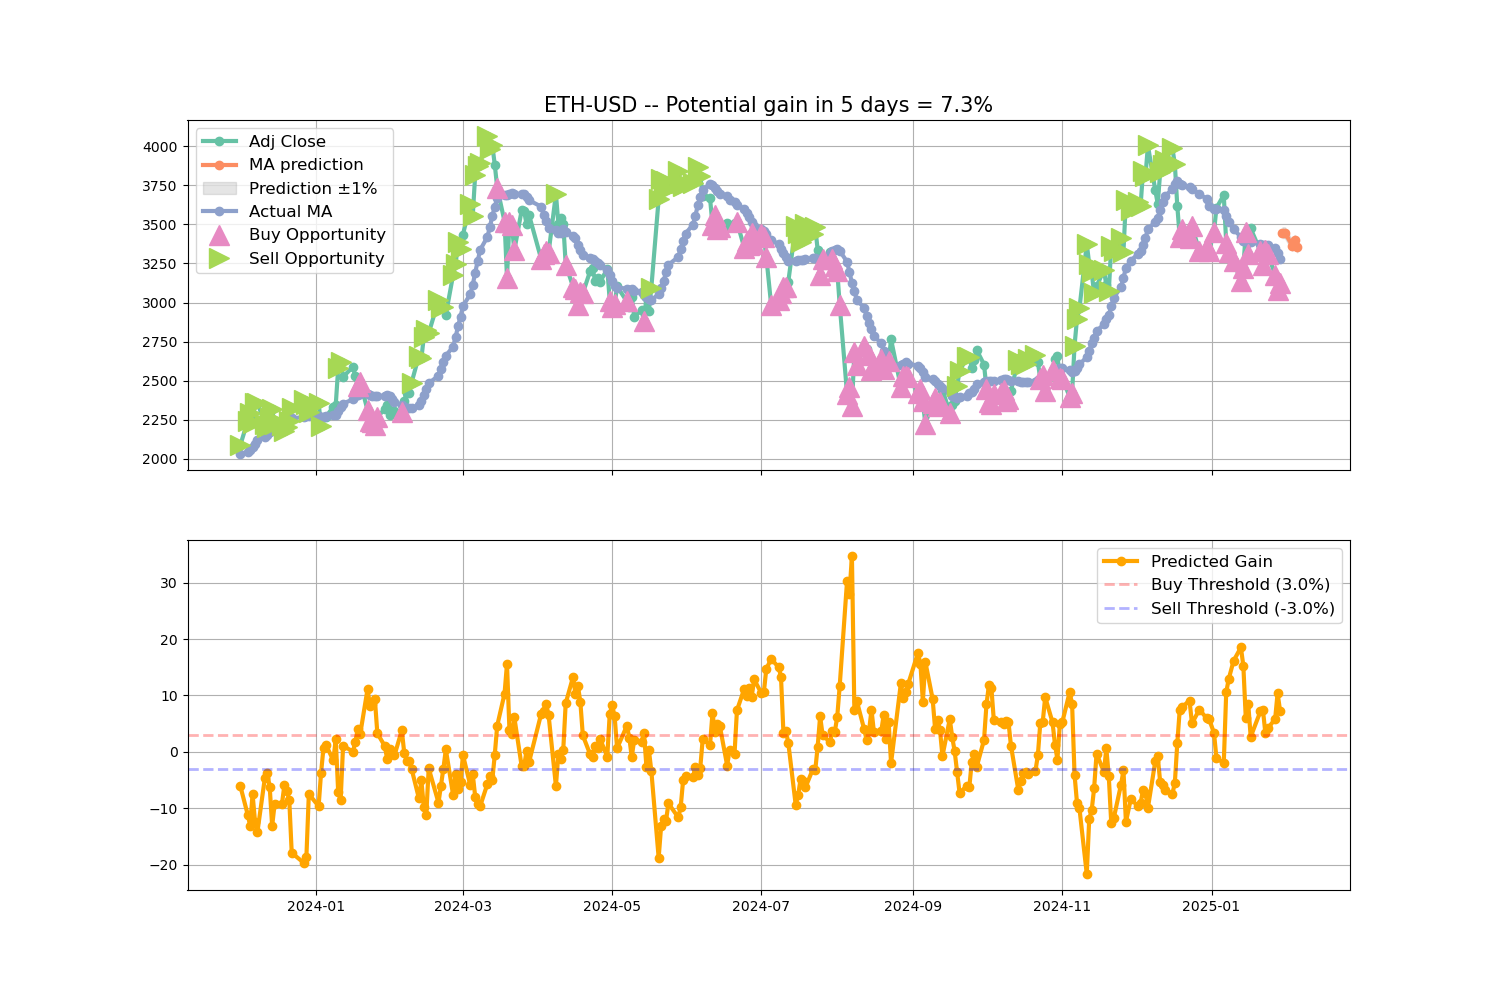 ETH-USD -- Potential gain in 5 days = 7.3%
Adj Close
MA prediction
Prediction ±1%
Actual MA
Buy Opportunity
Sell Opportunity
4000
3750
3500
3250
3000
2750
2500
2250
2000
Predicted Gain
Buy Threshold (3.0%)
Sell Threshold (-3.0%)
30
20
10
0
−10
−20
2024-01
2024-03
2024-05
2024-07
2024-09
2024-11
2025-01